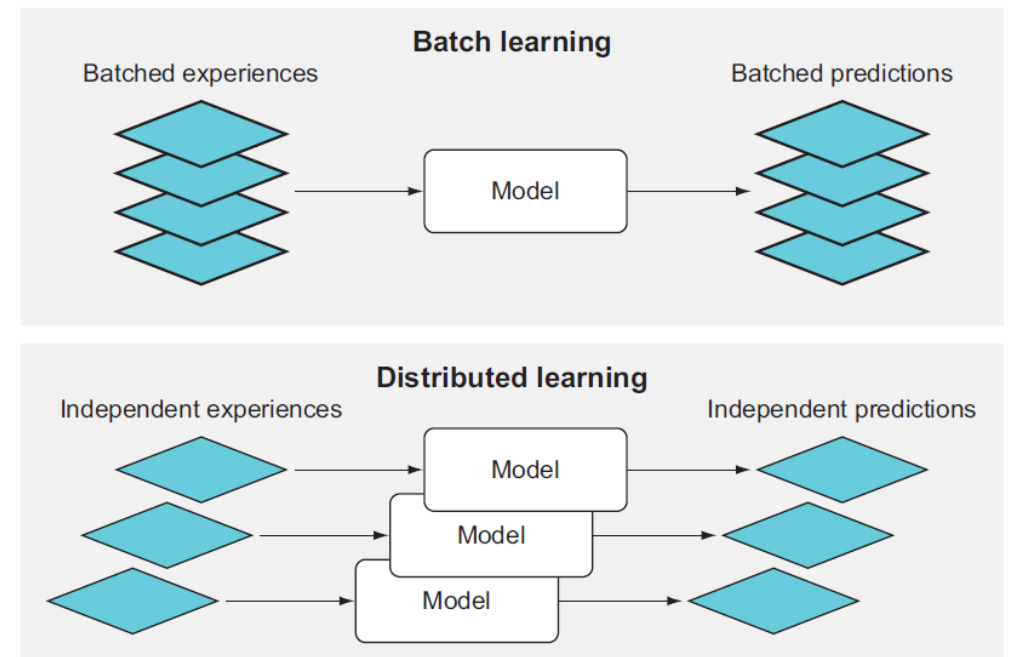 Batch learning
Batched experiences
Batched predictions
Model
Distributed learning
Independent experiences
Independent predictions
Model
Model
Model